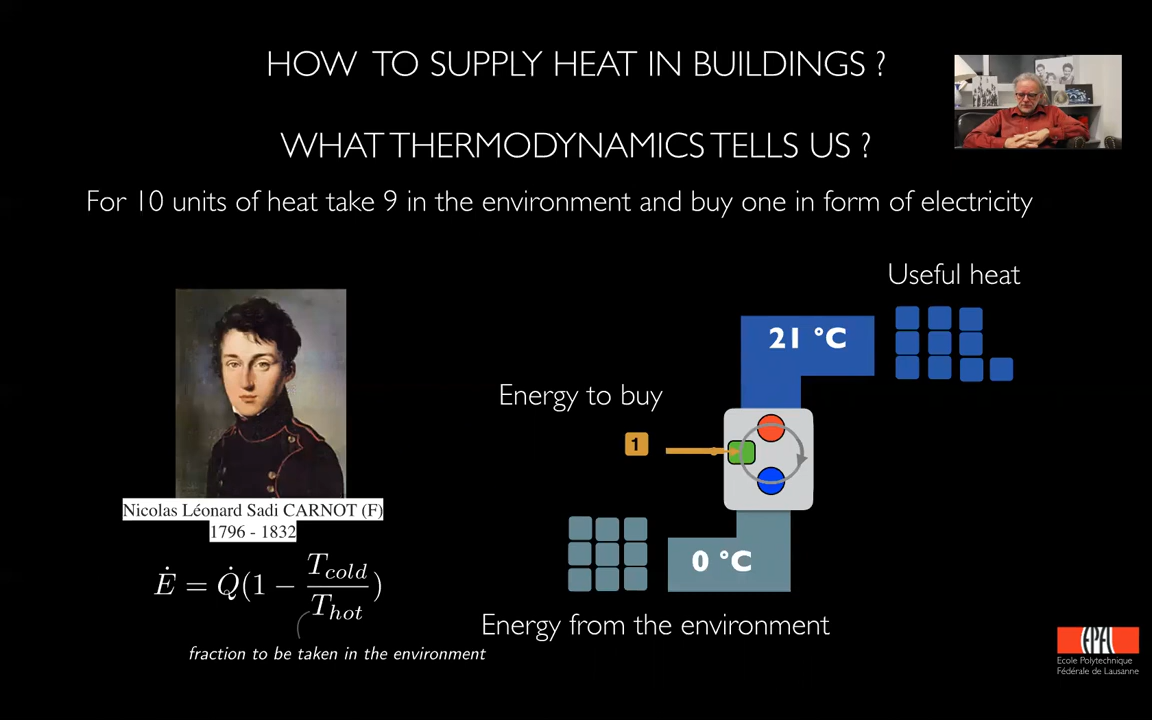 HOW TO SUPPLY HEAT IN BUILDINGS ?
WHAT THERMODYNAMICS TELLS US ?
For 10 units of heat take 9 in the environment and buy one in form of electricity
Useful heat
21 °C
Energy to buy
1
0 °C
Energy from the environment
Nicolas Léonard Sadi CARNOT (F)
1796 - 1832
Ė = Q̇(1 − T_cold / T_hot)
fraction to be taken in the environment
EPFL
Ecole Polytechnique
Fédérale de Lausanne